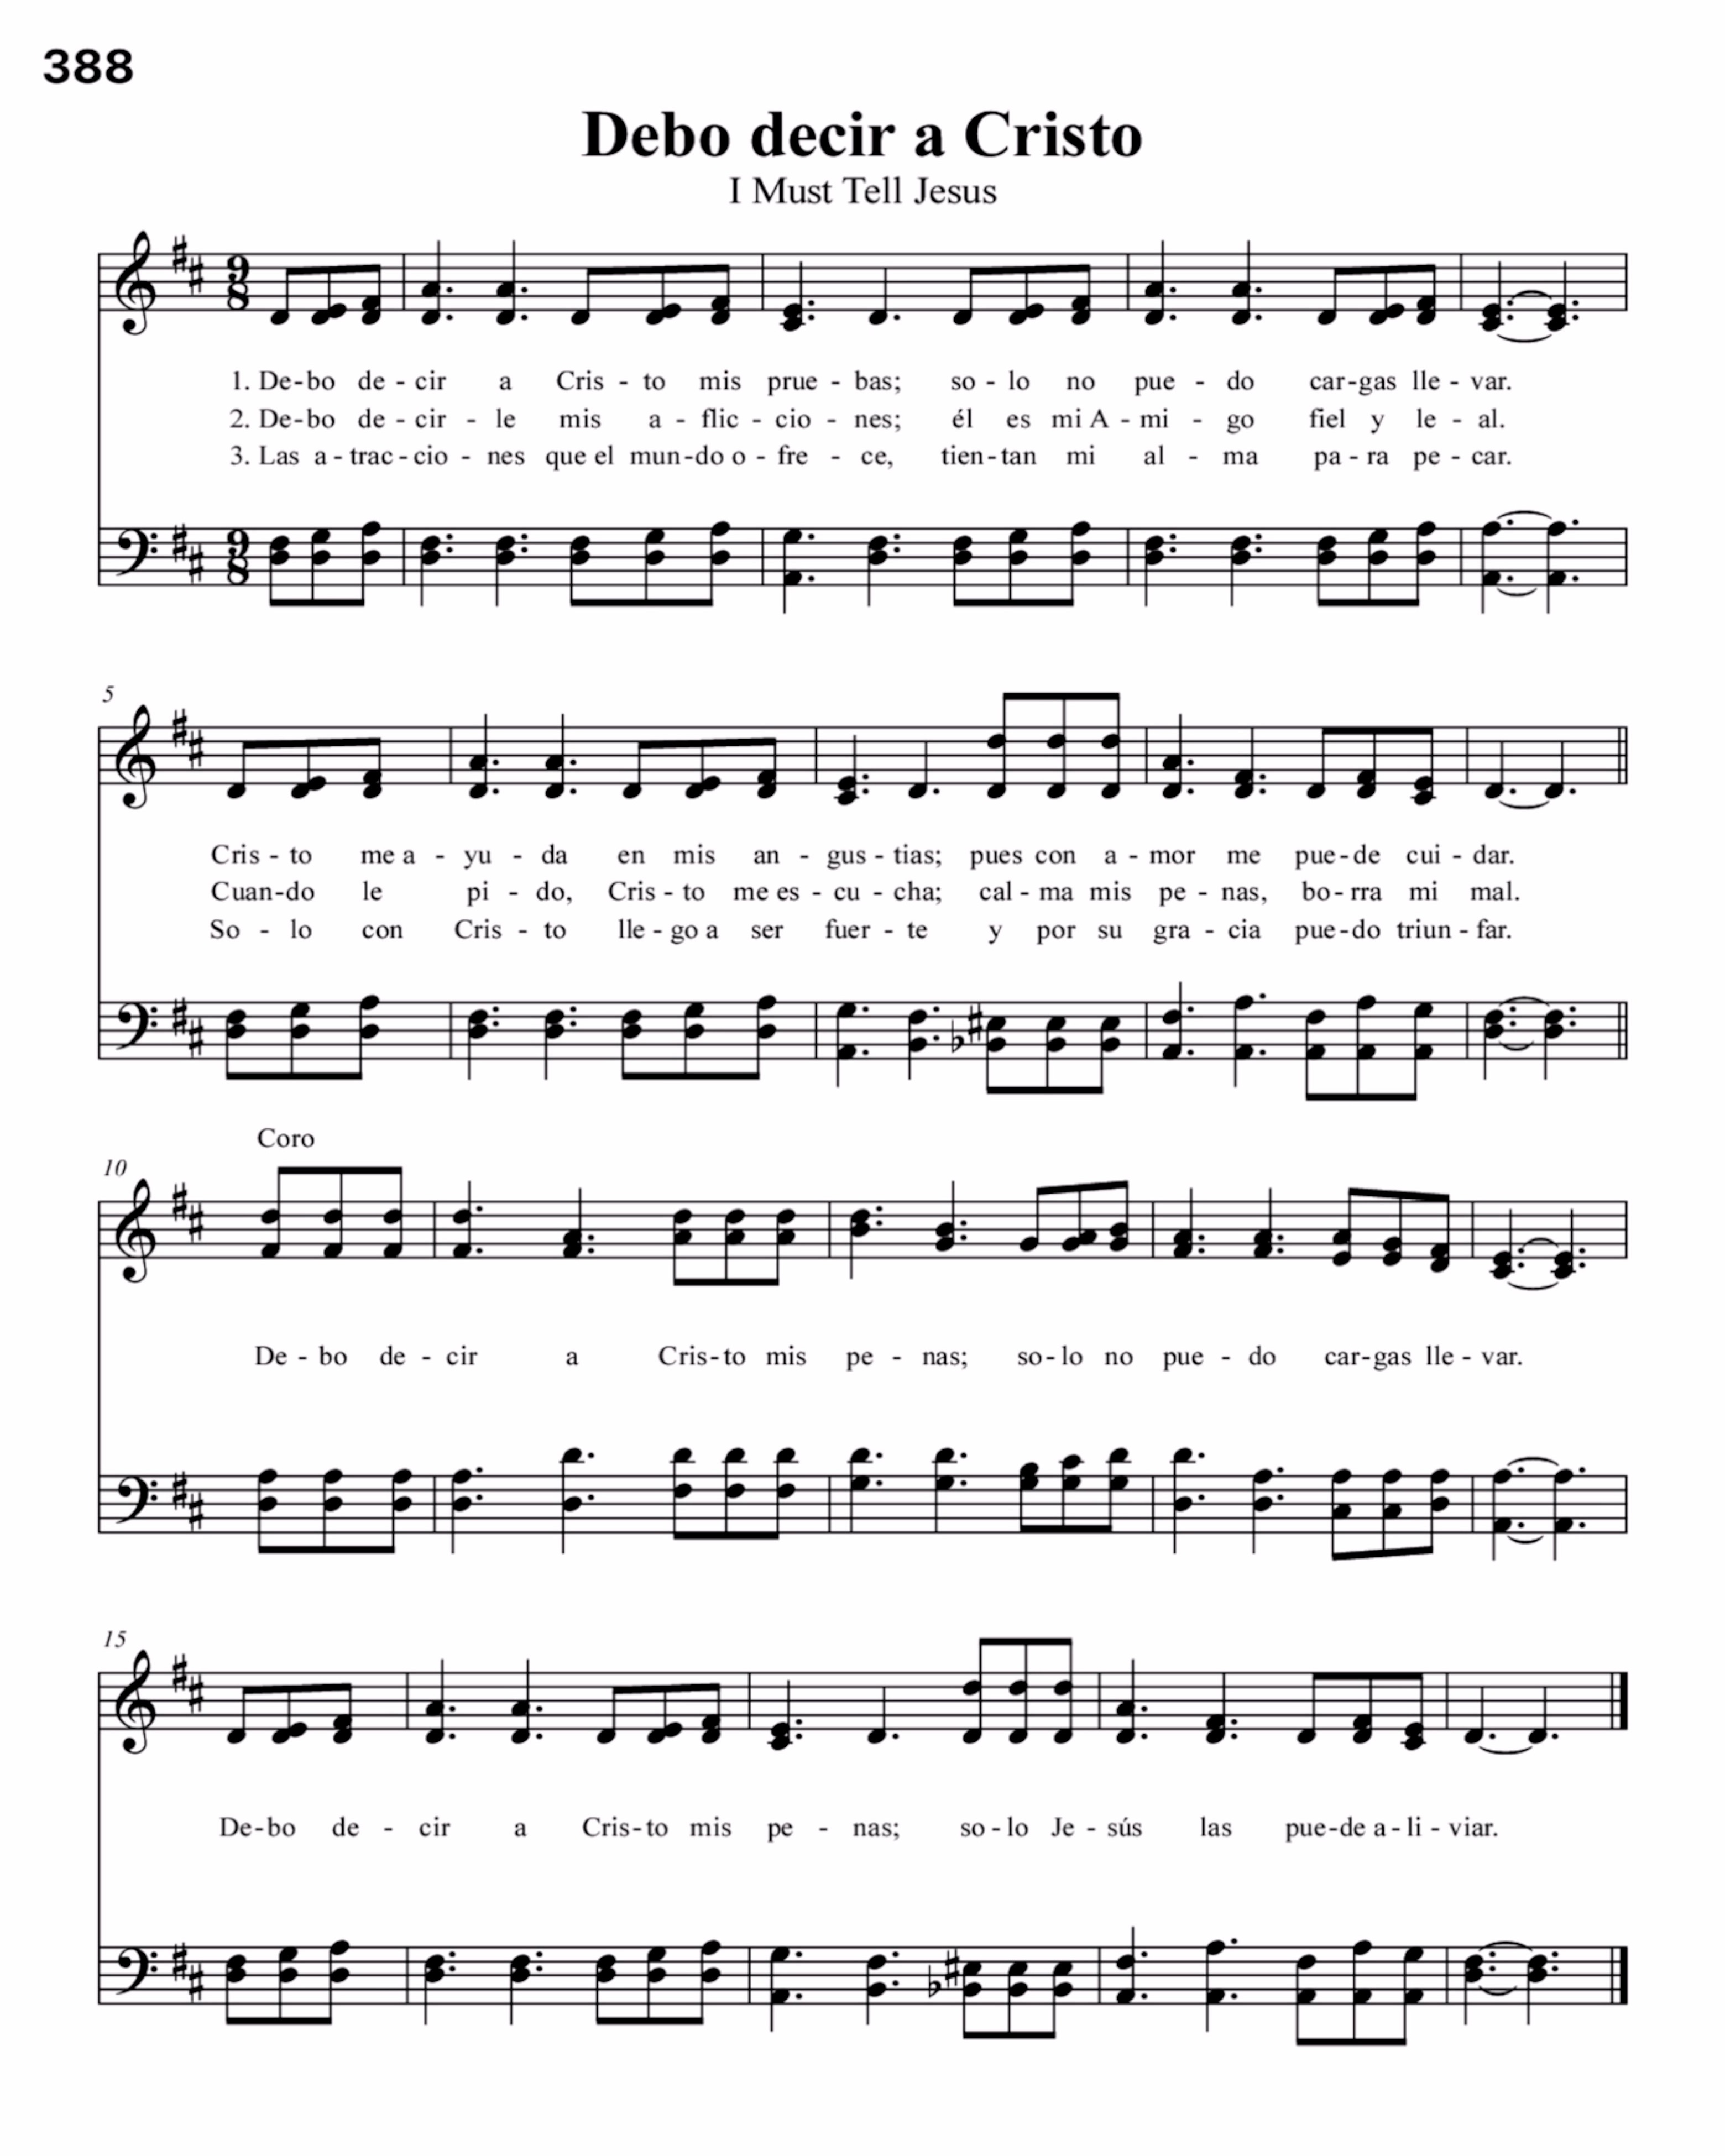 388
Debo decir a Cristo
I Must Tell Jesus
9
8
1. De-bo de - cir a Cris - to mis prue - bas; so - lo no pue - do car-gas lle - var.
2. De-bo de - cir - le mis a - flic - cio - nes; él es mi A - mi - go fiel y le - al.
3. Las a - trac - cio - nes que el mun-do o - fre - ce, tien-tan mi al - ma pa - ra pe - car.
9
8
5
Cris - to me a - yu - da en mis an - gus - tias; pues con a - mor me pue-de cui - dar.
Cuan-do le pi - do, Cris - to me es - cu - cha; cal - ma mis pe - nas, bo - rra mi mal.
So - lo con Cris - to lle - go a ser fuer - te y por su gra - cia pue-do triun - far.
Coro
10
De - bo de - cir a Cris-to mis pe - nas; so-lo no pue - do car-gas lle - var.
15
De-bo de - cir a Cris-to mis pe - nas; so-lo Je - sús las pue-de a - li - viar.